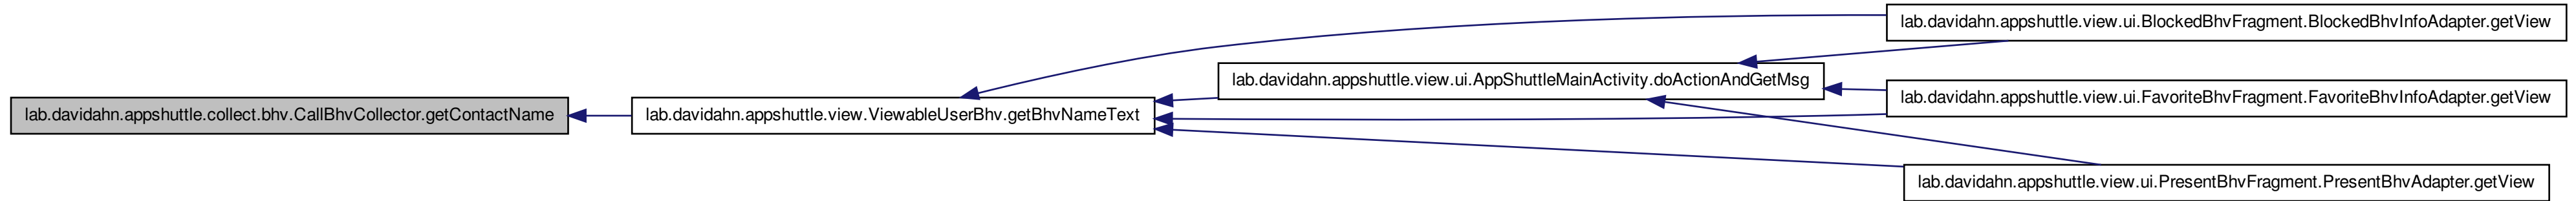 lab.davidahn.appshuttle.collect.bhv.CallBhvCollector.getContactName
lab.davidahn.appshuttle.view.ViewableUserBhv.getBhvNameText
lab.davidahn.appshuttle.view.ui.AppShuttleMainActivity.doActionAndGetMsg
lab.davidahn.appshuttle.view.ui.BlockedBhvFragment.BlockedBhvInfoAdapter.getView
lab.davidahn.appshuttle.view.ui.FavoriteBhvFragment.FavoriteBhvInfoAdapter.getView
lab.davidahn.appshuttle.view.ui.PresentBhvFragment.PresentBhvAdapter.getView